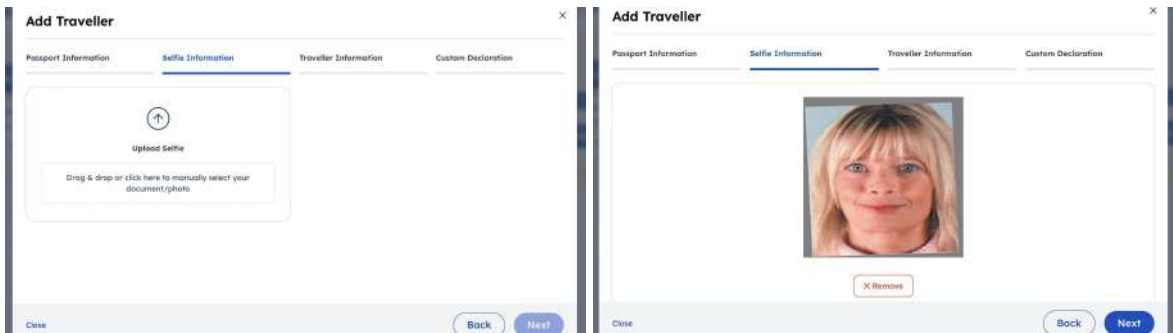 Add Traveller
Passport Information Selfie Information Traveller Information Custom Declaration
Upload Selfie
Drag & drop or click here to manually select your
document/photo
Close Back Next
Add Traveller
Passport Information Selfie Information Traveller Information Custom Declaration
X Remove
Close Back Next